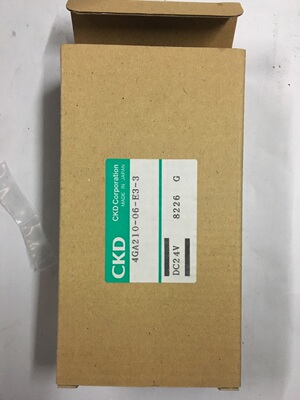 CKD
CKD Corporation
MADE IN JAPAN
4GA210-06-E3-3
DC24V
8226 G